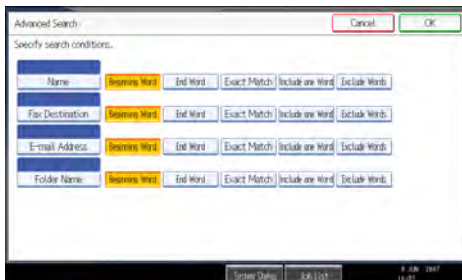 Advanced Search
Cancel
OK
Specify search conditions.
Name Beginning Word End Word Exact Match Include one Word Exclude Words
Fax Destination Beginning Word End Word Exact Match Include one Word Exclude Words
E-mail Address Beginning Word End Word Exact Match Include one Word Exclude Words
Folder Name Beginning Word End Word Exact Match Include one Word Exclude Words
System Status Job List
8 JUN 2007